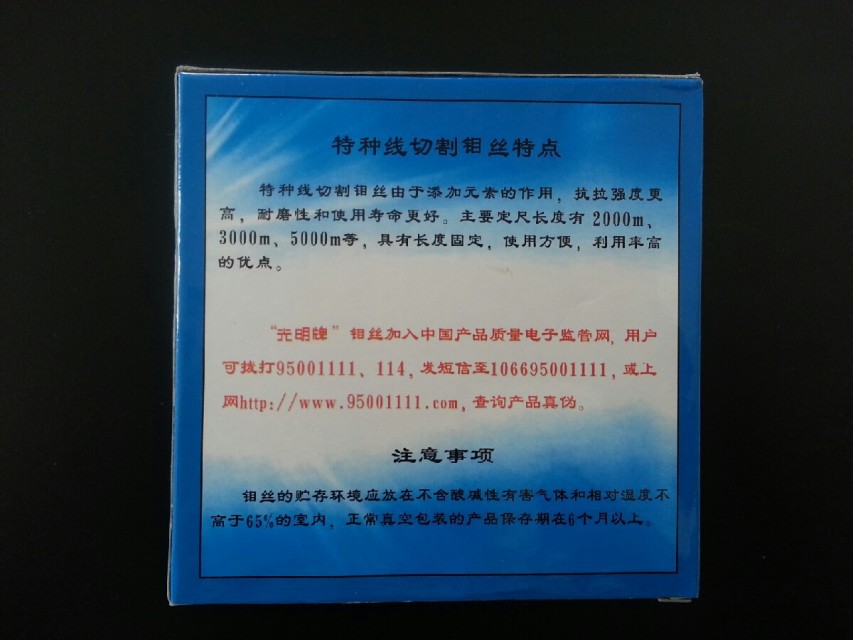 特种线切割钼丝特点
特种线切割钼丝由于添加元素的作用，抗拉强度更
高，耐磨性和使用寿命更好。主要定尺长度有 2000m、
3000m、5000m等，具有长度固定，使用方便，利用率高
的优点。
“光明牌”钼丝加入中国产品质量电子监管网，用户
可拨打95001111、114，发短信至106695001111，或上
网http://www.95001111.com，查询产品真伪。
注意事项
钼丝的贮存环境应放在不含酸碱性有害气体和相对湿度不
高于65%的室内，正常真空包装的产品保存期在6个月以上。